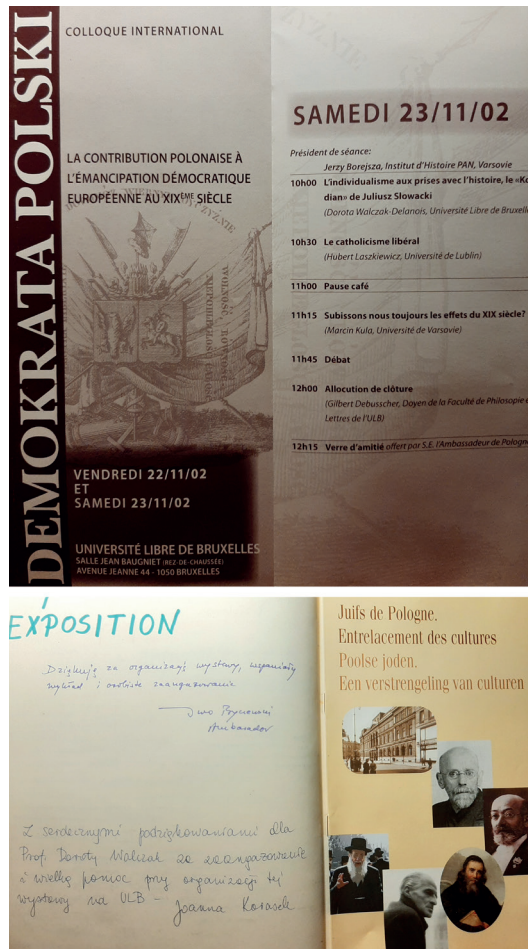 DEMOKRATA POLSKI
COLLOQUE INTERNATIONAL
LA CONTRIBUTION POLONAISE À
L'ÉMANCIPATION DÉMOCRATIQUE
EUROPÉENNE AU XIXÈME SIÈCLE
VENDREDI 22/11/02
ET
SAMEDI 23/11/02
UNIVERSITÉ LIBRE DE BRUXELLES
SALLE JEAN BAUGNIET (REZ-DE-CHAUSSÉE)
AVENUE JEANNE 44 - 1050 BRUXELLES
SAMEDI 23/11/02
Président de séance:
Jerzy Borejsza, Institut d'Histoire PAN, Varsovie
10h00 L'individualisme aux prises avec l'histoire, le «Ko
dian» de Juliusz Słowacki
(Dorota Walczak-Delanois, Université Libre de Bruxelle
10h30 Le catholicisme libéral
(Hubert Laszkiewicz, Université de Lublin)
11h00 Pause café
11h15 Subissons nous toujours les effets du XIX siècle?
(Marcin Kula, Université de Varsovie)
11h45 Débat
12h00 Allocution de clôture
(Gilbert Debusscher, Doyen de la Faculté de Philosopie e
Lettres de l'ULB)
12h15 Verre d'amitié offert par S.E. l'Ambassadeur de Pologne
EXPOSITION
Dziękuję za organizację wystawy, wspaniały
wykład i osobiste zaangażowanie
Ambasador
Z serdecznymi podziękowaniami dla
Prof. Doroty Walczak za zaangażowanie
i wielką pomoc przy organizacji tej
wystawy na ULB - Joanna
Juifs de Pologne.
Entrelacement des cultures
Poolse joden.
Een verstrengeling van culturen